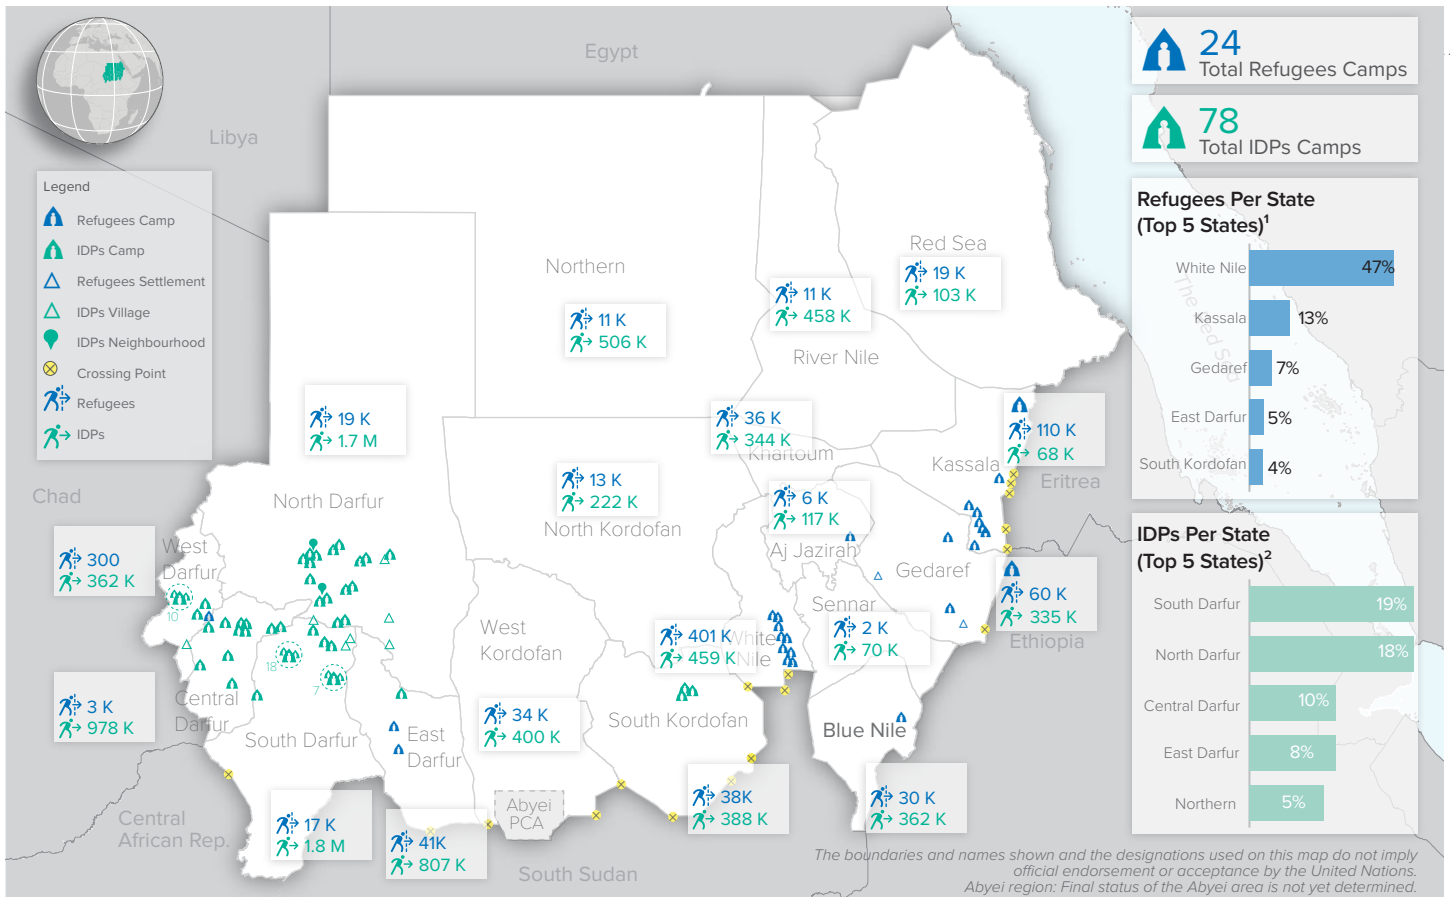 Egypt
Libya
Legend
Refugees Camp
IDPs Camp
Refugees Settlement
IDPs Village
IDPs Neighbourhood
Crossing Point
Refugees
IDPs
24
Total Refugees Camps
78
Total IDPs Camps
Refugees Per State
(Top 5 States)¹
White Nile
47%
Kassala
13%
Gedaref
7%
East Darfur
5%
South Kordofan
4%
The Red Sea
IDPs Per State
(Top 5 States)²
South Darfur
19%
North Darfur
18%
Central Darfur
10%
East Darfur
8%
Northern
5%
Northern
11 K
506 K
Red Sea
19 K
103 K
11 K
458 K
River Nile
19 K
1.7 M
North Darfur
36 K
344 K
Khartoum
110 K
68 K
Kassala
Eritrea
13 K
222 K
North Kordofan
6 K
117 K
Aj Jazirah
Chad
300
362 K
West
Darfur
10
Gedaref
60 K
335 K
Ethiopia
Sennar
2 K
70 K
401 K
459 K
White
Nile
West
Kordofan
34 K
400 K
South Kordofan
18
7
3 K
978 K
Central
Darfur
South Darfur
East
Darfur
Blue Nile
38K
388 K
30 K
362 K
Abyei
PCA
17 K
1.8 M
41K
807 K
Central
African Rep.
South Sudan
The boundaries and names shown and the designations used on this map do not imply
official endorsement or acceptance by the United Nations.
Abyei region: Final status of the Abyei area is not yet determined.